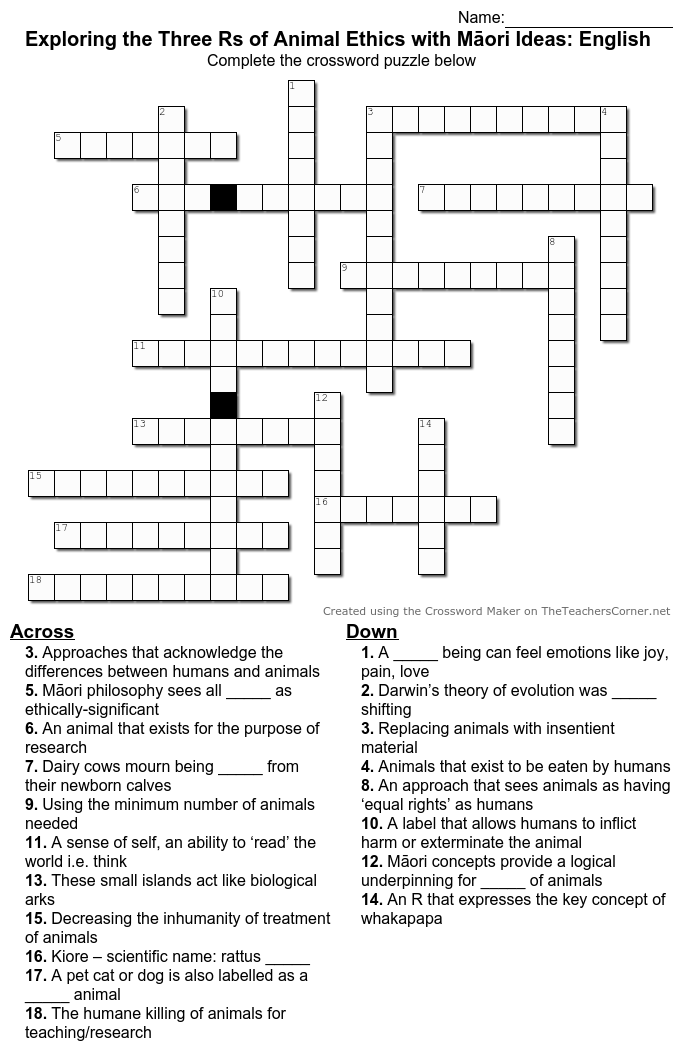 Name:
Exploring the Three Rs of Animal Ethics with Māori Ideas: English
Complete the crossword puzzle below
1
2
3
4
5
6
7
8
9
10
11
12
13
14
15
16
17
18
Created using the Crossword Maker on TheTeachersCorner.net
Across
3. Approaches that acknowledge the
differences between humans and animals
5. Māori philosophy sees all _____ as
ethically-significant
6. An animal that exists for the purpose of
research
7. Dairy cows mourn being _____ from
their newborn calves
9. Using the minimum number of animals
needed
11. A sense of self, an ability to ‘read’ the
world i.e. think
13. These small islands act like biological
arks
15. Decreasing the inhumanity of treatment
of animals
16. Kiore – scientific name: rattus _____
17. A pet cat or dog is also labelled as a
_____ animal
18. The humane killing of animals for
teaching/research
Down
1. A _____ being can feel emotions like joy,
pain, love
2. Darwin’s theory of evolution was _____
shifting
3. Replacing animals with insentient
material
4. Animals that exist to be eaten by humans
8. An approach that sees animals as having
‘equal rights’ as humans
10. A label that allows humans to inflict
harm or exterminate the animal
12. Māori concepts provide a logical
underpinning for _____ of animals
14. An R that expresses the key concept of
whakapapa